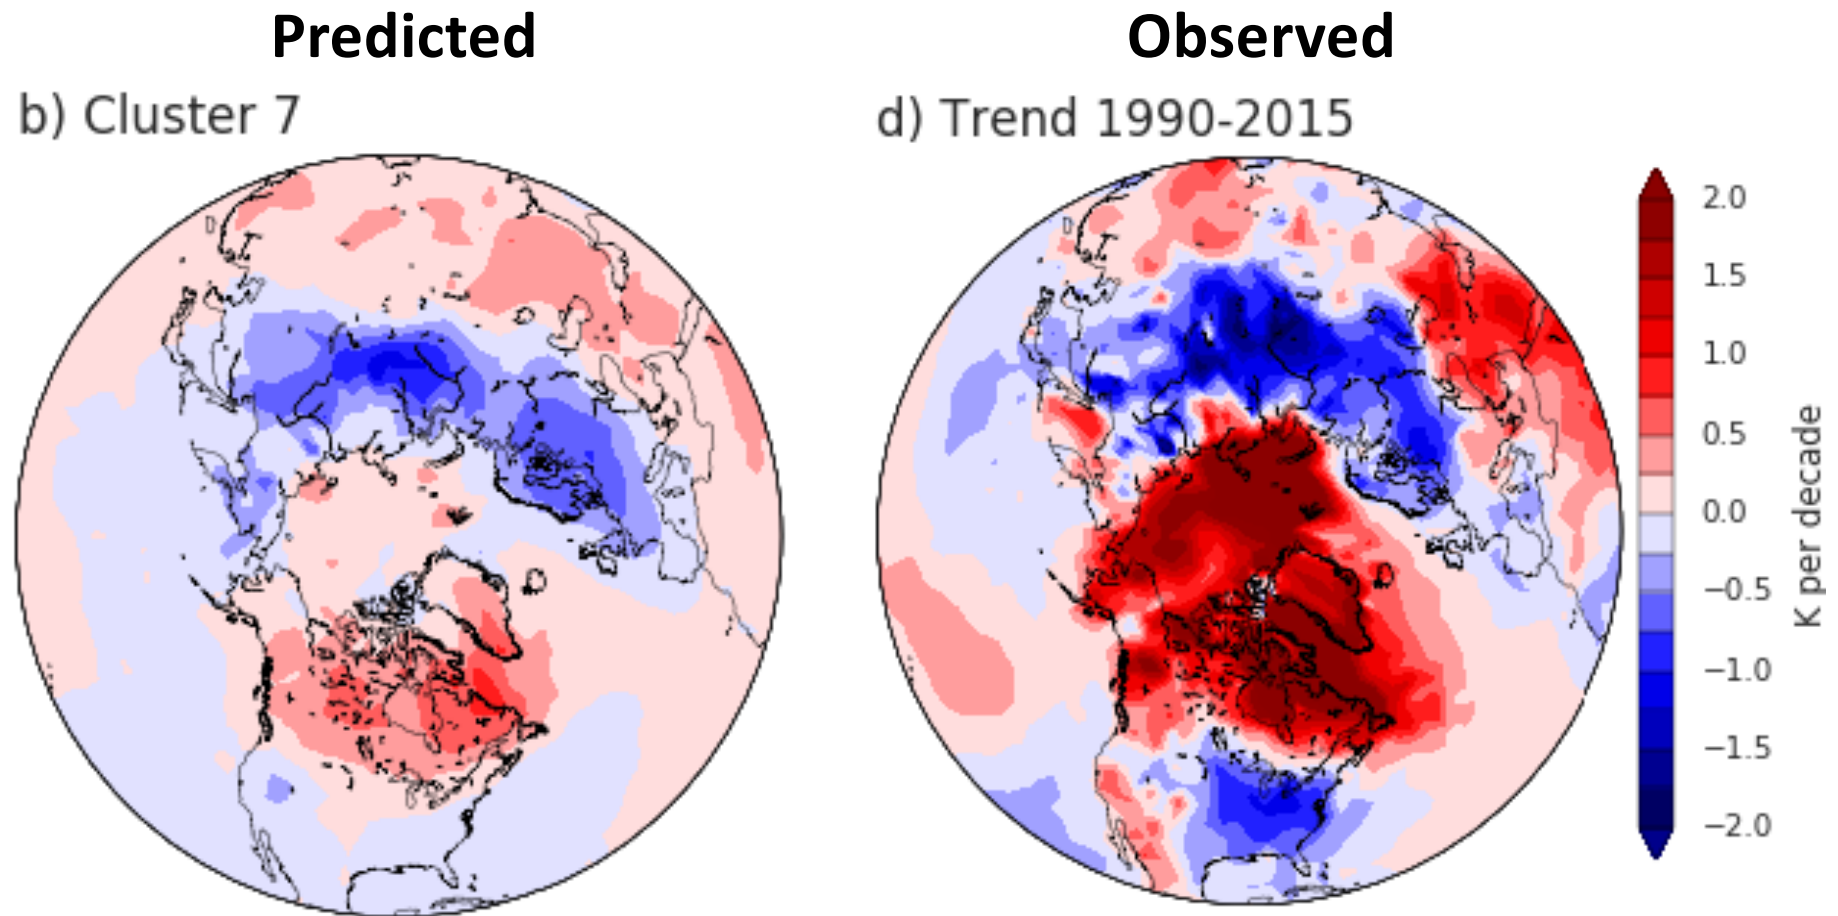 Predicted
Observed
b) Cluster 7
d) Trend 1990-2015
2.0
1.5
1.0
0.5
0.0
−0.5
−1.0
−1.5
−2.0
K per decade